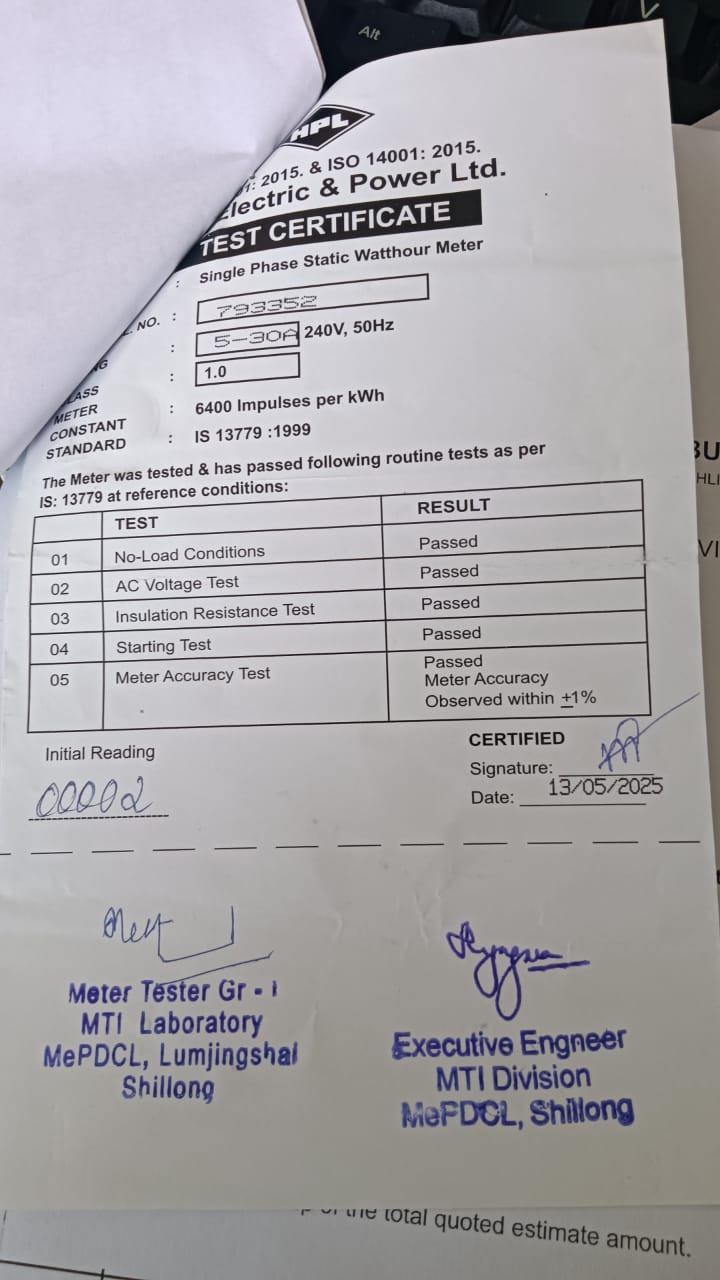 Alt
HPL
1: 2015. & ISO 14001: 2015.
Electric & Power Ltd.
TEST CERTIFICATE
: Single Phase Static Watthour Meter
. NO. : 793352
: 5-30A 240V, 50Hz
LASS : 1.0
METER
CONSTANT : 6400 Impulses per kWh
STANDARD : IS 13779 :1999
The Meter was tested & has passed following routine tests as per
IS: 13779 at reference conditions:
TEST RESULT
01 No-Load Conditions Passed
02 AC Voltage Test Passed
03 Insulation Resistance Test Passed
04 Starting Test Passed
05 Meter Accuracy Test Passed
Meter Accuracy
Observed within ±1%
Initial Reading
00002
CERTIFIED
Signature:
Date: 13/05/2025
Meter Tester Gr - I
MTI Laboratory
MePDCL, Lumjingshai
Shillong
Executive Engneer
MTI Division
MePDCL, Shillong
of the total quoted estimate amount.